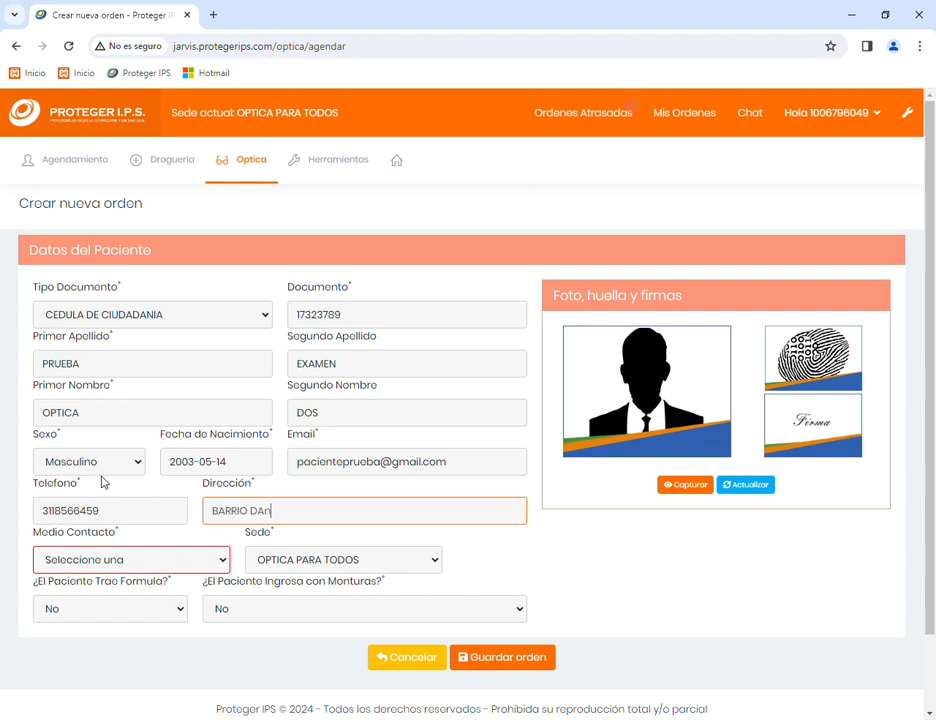 Crear nueva orden - Proteger I
No es seguro
jarvis.protegerips.com/optica/agendar
Inicio
Inicio
Proteger IPS
Hotmail
PROTEGER I.P.S.
Sede actual: OPTICA PARA TODOS
Ordenes Atrasadas
Mis Ordenes
Chat
Hola 1006796049
Agendamiento
Droguería
Optica
Herramientas
Crear nueva orden
Datos del Paciente
Tipo Documento*
Documento*
CEDULA DE CIUDADANIA
17323789
Primer Apellido*
Segundo Apellido
PRUEBA
EXAMEN
Primer Nombre*
Segundo Nombre
OPTICA
DOS
Sexo*
Fecha de Nacimiento*
Email*
Masculino
2003-05-14
pacienteprueba@gmail.com
Telefono*
Dirección*
3118566459
BARRIO DAn
Medio Contacto*
Sede*
Seleccione una
OPTICA PARA TODOS
¿El Paciente Trae Formula?*
¿El Paciente Ingresa con Monturas?*
No
No
Foto, huella y firmas
Firma
Capturar
Actualizar
Cancelar
Guardar orden
Proteger IPS © 2024 - Todos los derechos reservados - Prohibida su reproducción total y/o parcial